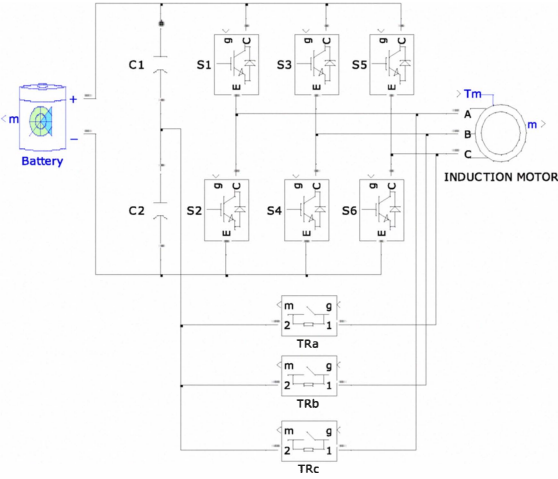 g C
C1 S1 S3 S5
g C
g C
E
E
E
Tm
+
m
A
B
C
m
−
Battery
INDUCTION MOTOR
g C
g C
g C
C2 S2 S4 S6
E
E
E
m g
2 1
TRa
m g
2 1
TRb
m g
2 1
TRc